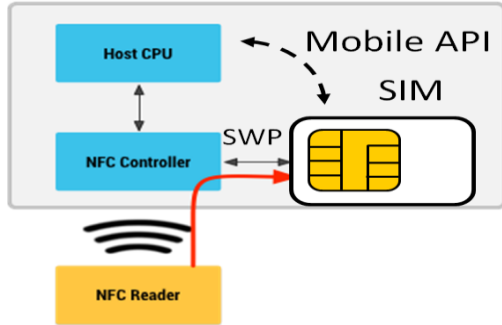 Host CPU
Mobile API
SIM
SWP
NFC Controller
NFC Reader